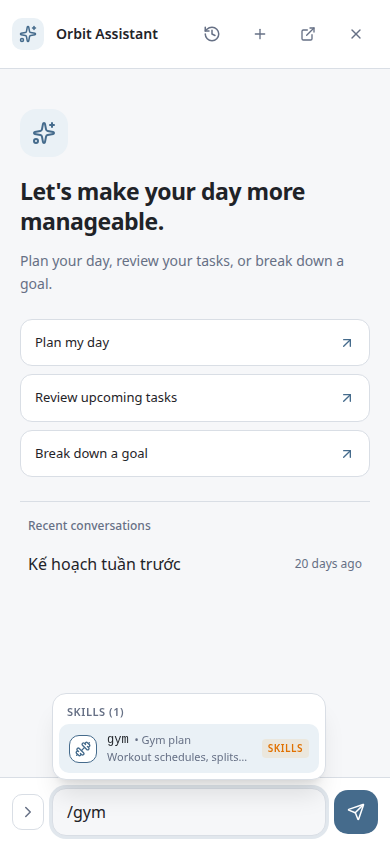 Orbit Assistant
Let's make your day more
manageable.
Plan your day, review your tasks, or break down a
goal.
Plan my day
Review upcoming tasks
Break down a goal
Recent conversations
Kế hoạch tuần trước 20 days ago
SKILLS (1)
gym • Gym plan
Workout schedules, splits... SKILLS
/gym